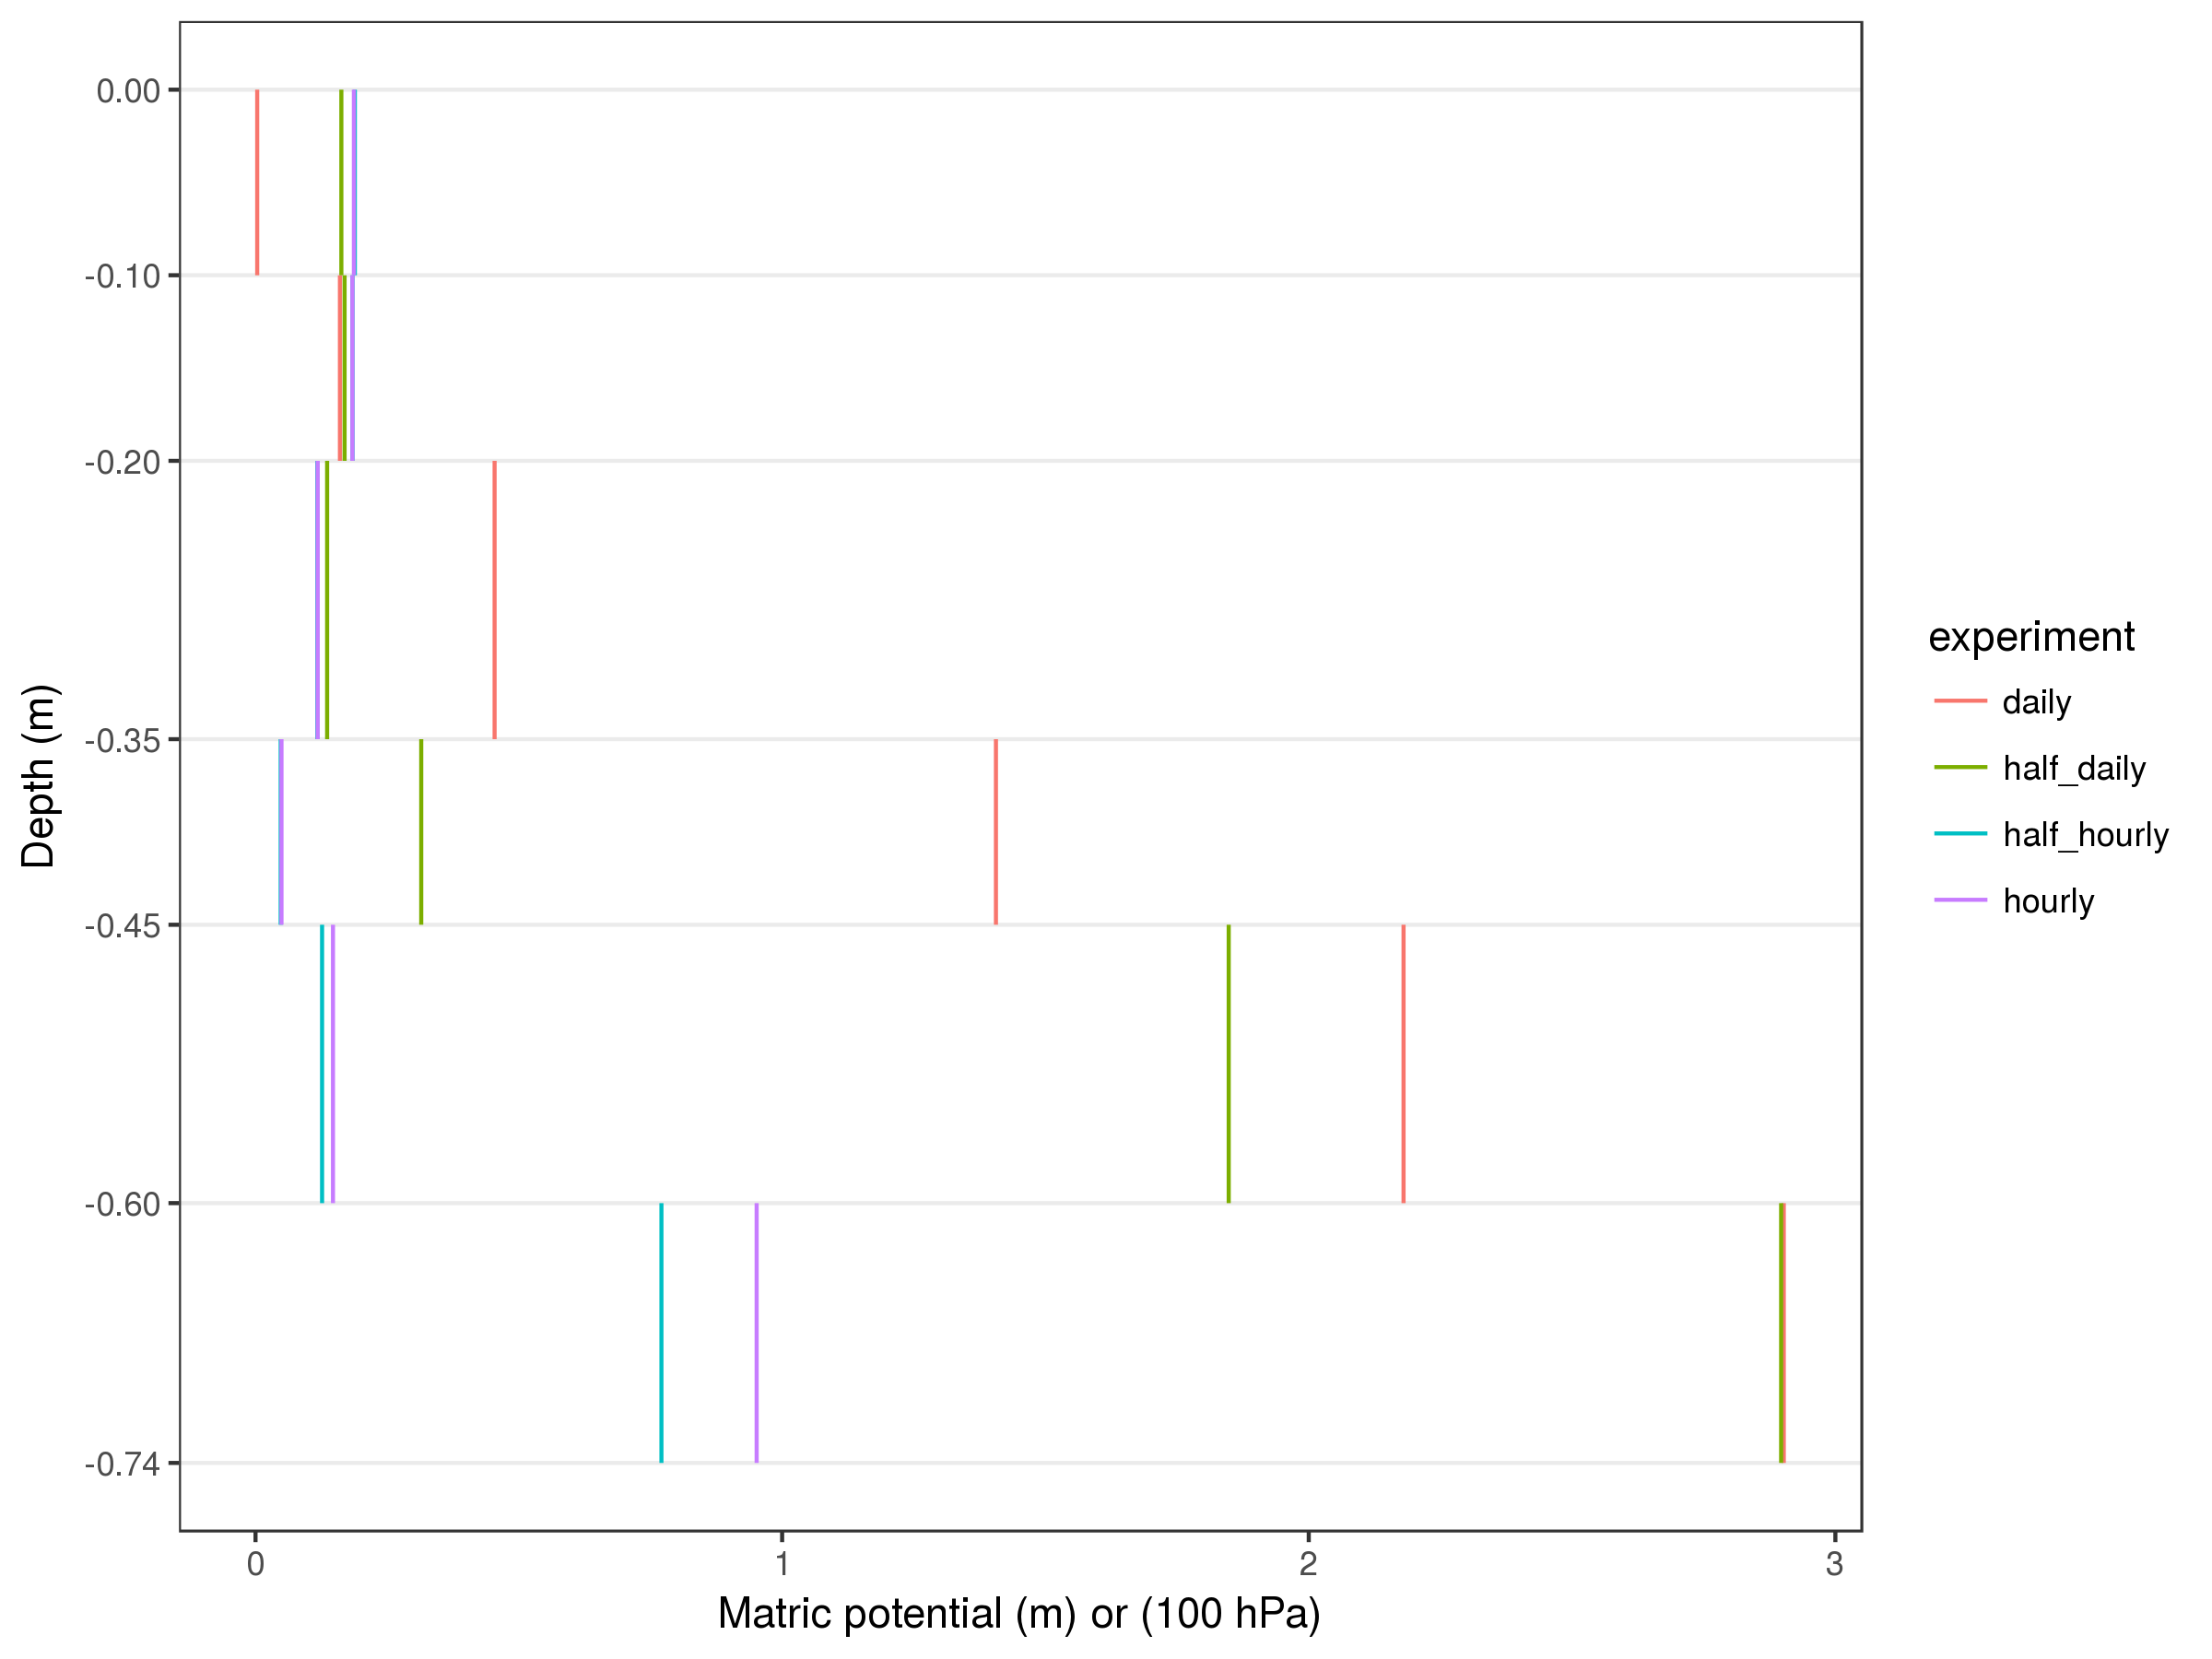 0.00
-0.10
-0.20
-0.35
-0.45
-0.60
-0.74
Depth (m)
0 1 2 3
Matric potential (m) or (100 hPa)
experiment
daily
half_daily
half_hourly
hourly